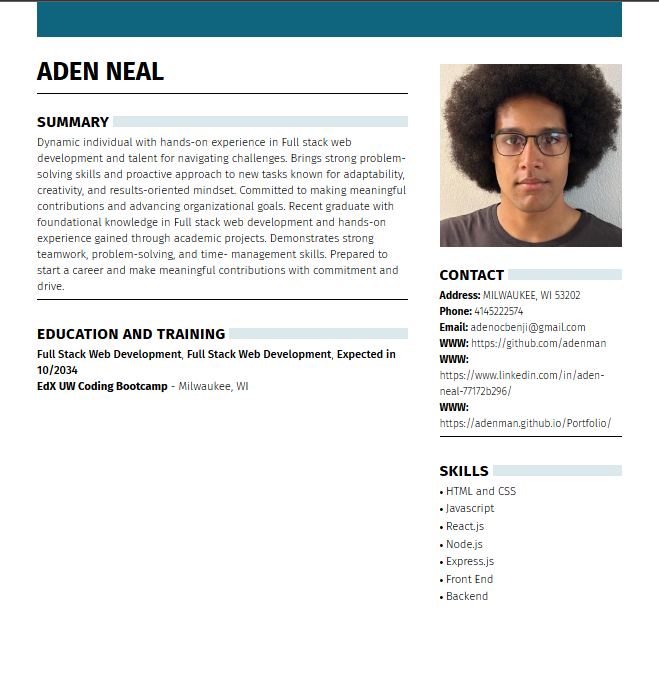 ADEN NEAL
SUMMARY
Dynamic individual with hands-on experience in Full stack web
development and talent for navigating challenges. Brings strong problem-
solving skills and proactive approach to new tasks known for adaptability,
creativity, and results-oriented mindset. Committed to making meaningful
contributions and advancing organizational goals. Recent graduate with
foundational knowledge in Full stack web development and hands-on
experience gained through academic projects. Demonstrates strong
teamwork, problem-solving, and time- management skills. Prepared to
start a career and make meaningful contributions with commitment and
drive.
EDUCATION AND TRAINING
Full Stack Web Development, Full Stack Web Development, Expected in
10/2034
EdX UW Coding Bootcamp - Milwaukee, WI
CONTACT
Address: MILWAUKEE, WI 53202
Phone: 4145222574
Email: adenocbenji@gmail.com
WWW: https://github.com/adenman
WWW:
https://www.linkedin.com/in/aden-
neal-77172b296/
WWW:
https://adenman.github.io/Portfolio/
SKILLS
• HTML and CSS
• Javascript
• React.js
• Node.js
• Express.js
• Front End
• Backend